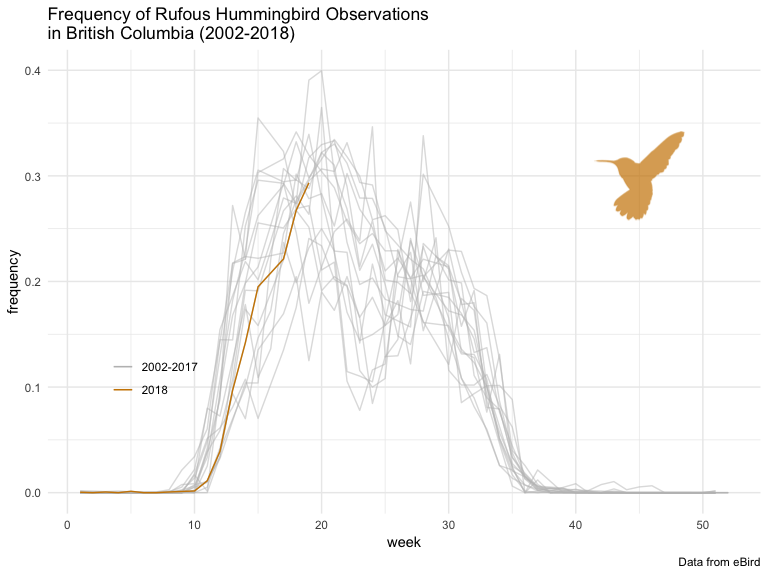 Frequency of Rufous Hummingbird Observations
in British Columbia (2002-2018)
0.4
0.3
0.2
0.1
0.0
frequency
2002-2017
2018
0 10 20 30 40 50
week
Data from eBird